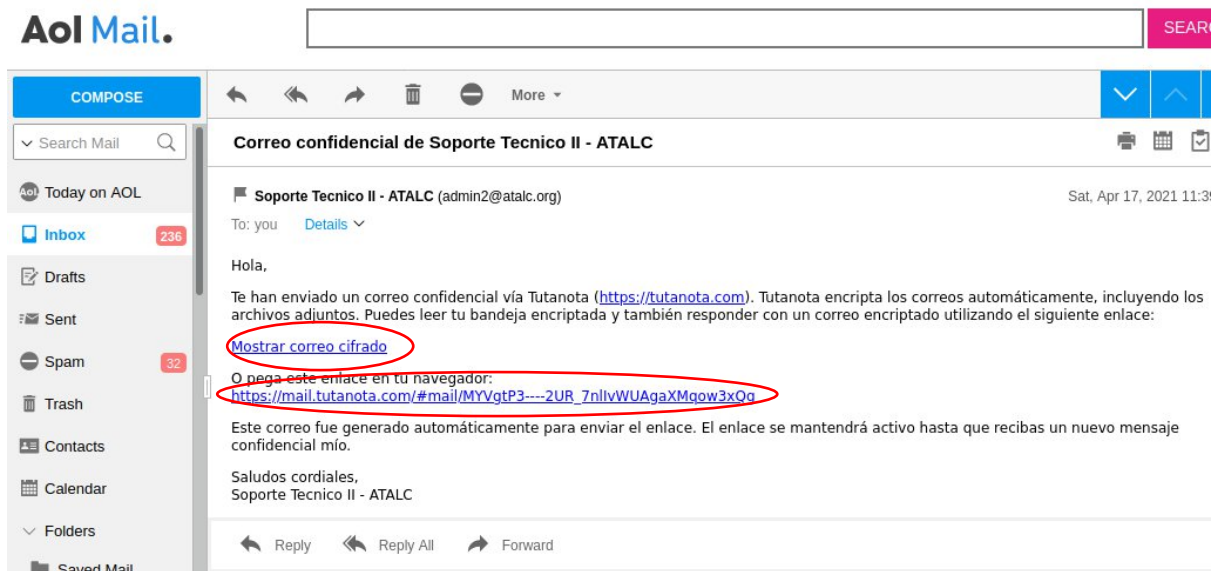 Aol Mail.
SEARC
COMPOSE
More
Search Mail
Correo confidencial de Soporte Tecnico II - ATALC
Aol. Today on AOL
Soporte Tecnico II - ATALC (admin2@atalc.org)
Sat, Apr 17, 2021 11:39
To: you Details
Inbox 236
Hola,
Drafts
Te han enviado un correo confidencial vía Tutanota (https://tutanota.com). Tutanota encripta los correos automáticamente, incluyendo los
archivos adjuntos. Puedes leer tu bandeja encriptada y también responder con un correo encriptado utilizando el siguiente enlace:
Sent
Mostrar correo cifrado
Spam 32
O pega este enlace en tu navegador:
https://mail.tutanota.com/#mail/MYVgtP3----2UR_7nlIvWUAgaXMqow3xQg
Trash
Este correo fue generado automáticamente para enviar el enlace. El enlace se mantendrá activo hasta que recibas un nuevo mensaje
confidencial mío.
Contacts
Saludos cordiales,
Soporte Tecnico II - ATALC
Calendar
Folders
Reply Reply All Forward
Saved Mail